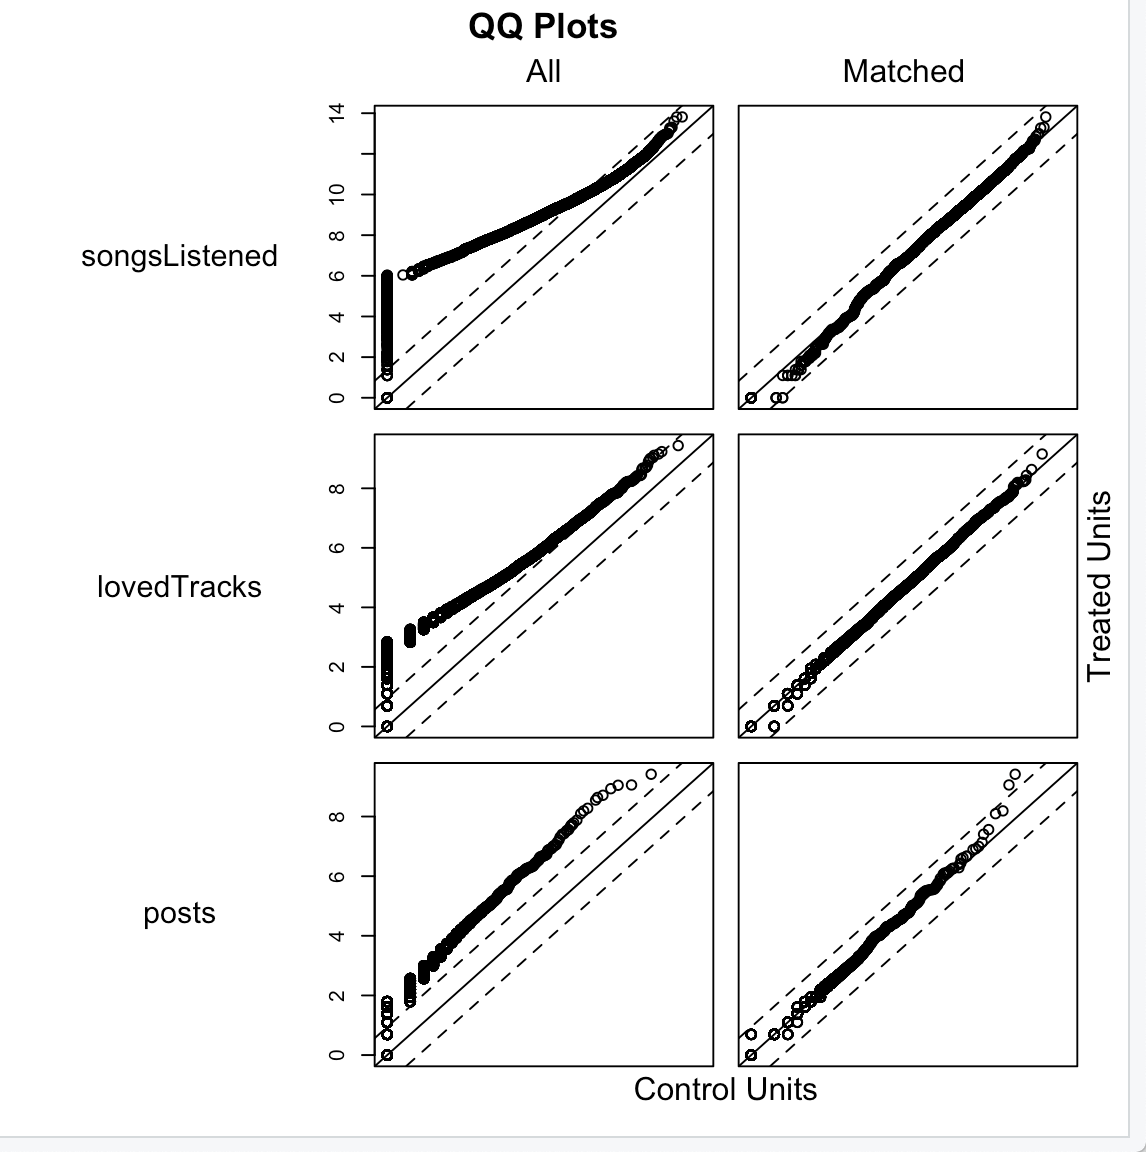 QQ Plots
All Matched
songsListened
14
10
8
6
4
2
0
lovedTracks
8
6
4
2
0
Treated Units
posts
8
6
4
2
0
Control Units